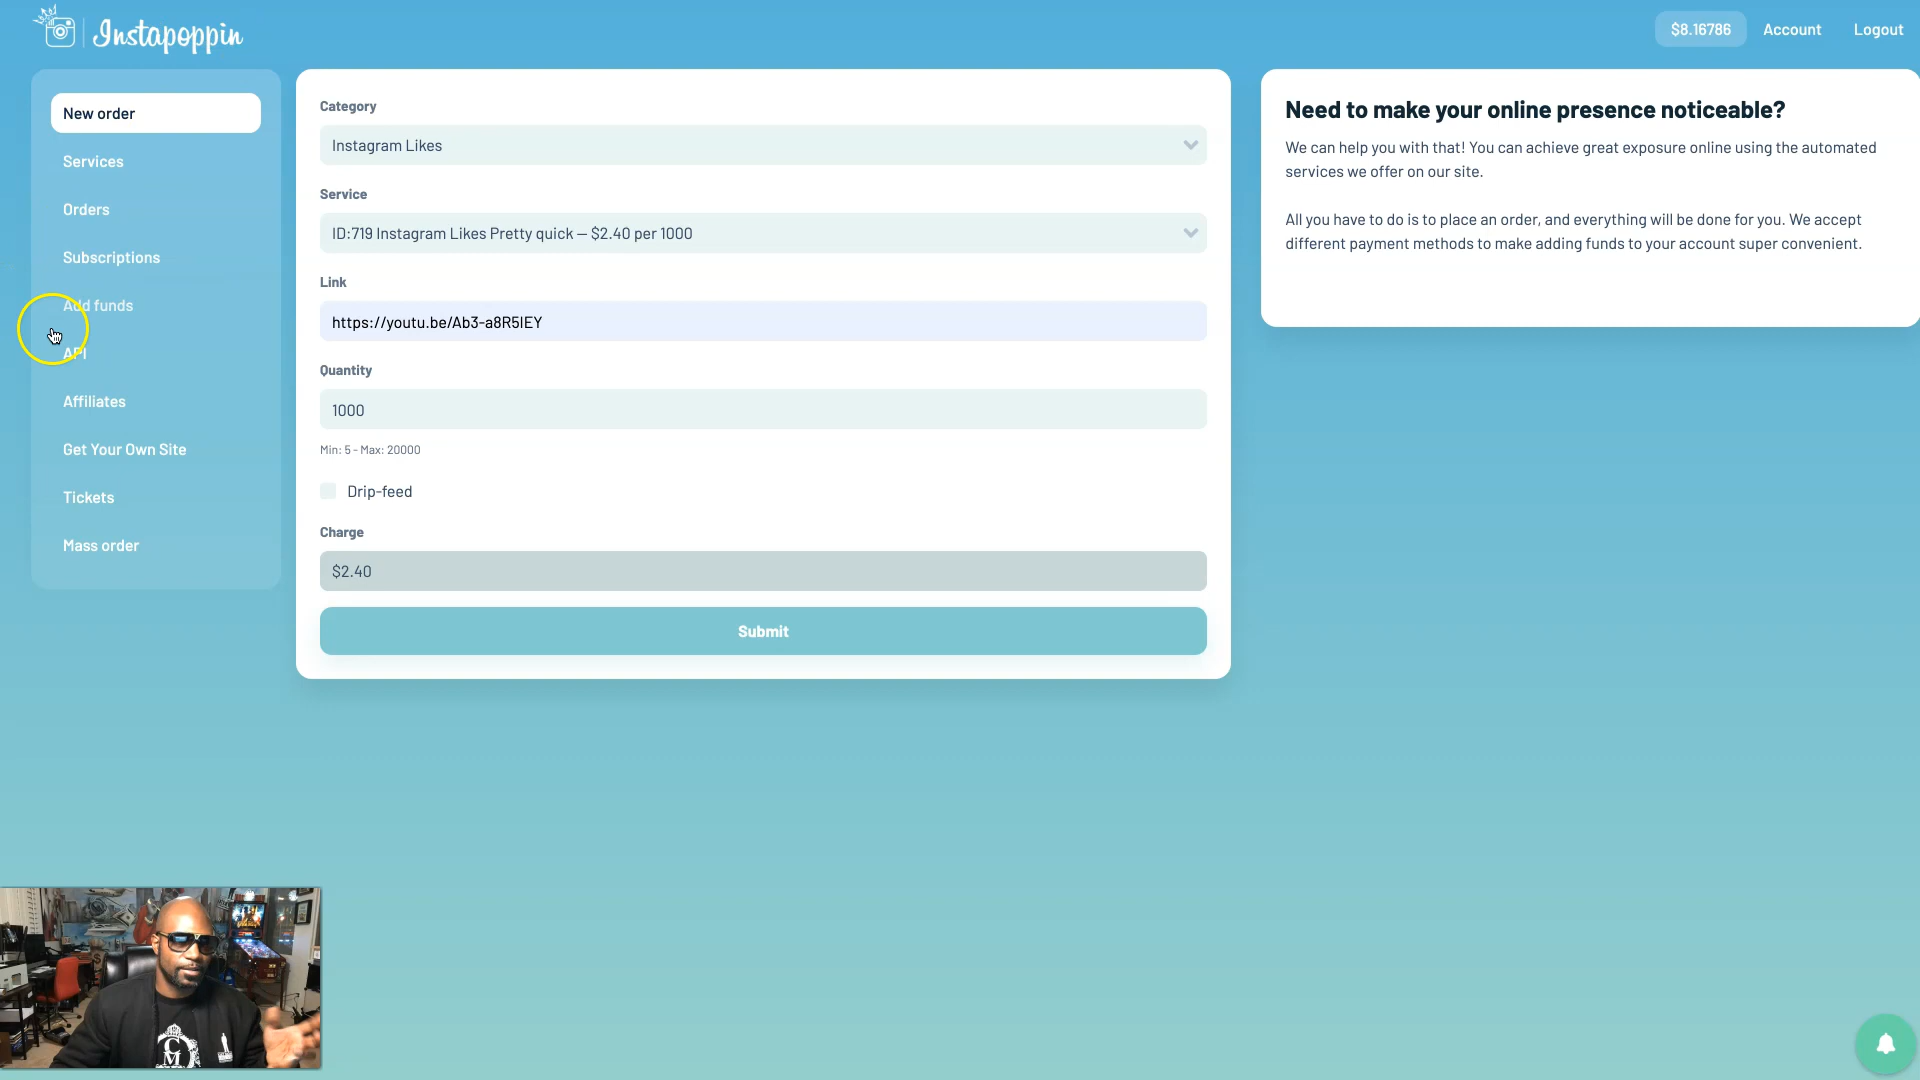 Instapoppin
$8.16786
Account
Logout
New order
Services
Orders
Subscriptions
Add funds
API
Affiliates
Get Your Own Site
Tickets
Mass order
Category
Instagram Likes
Service
ID:719 Instagram Likes Pretty quick — $2.40 per 1000
Link
https://youtu.be/Ab3-a8R5IEY
Quantity
1000
Min: 5 - Max: 20000
Drip-feed
Charge
$2.40
Submit
Need to make your online presence noticeable?
We can help you with that! You can achieve great exposure online using the automated
services we offer on our site.
All you have to do is to place an order, and everything will be done for you. We accept
different payment methods to make adding funds to your account super convenient.
C
M